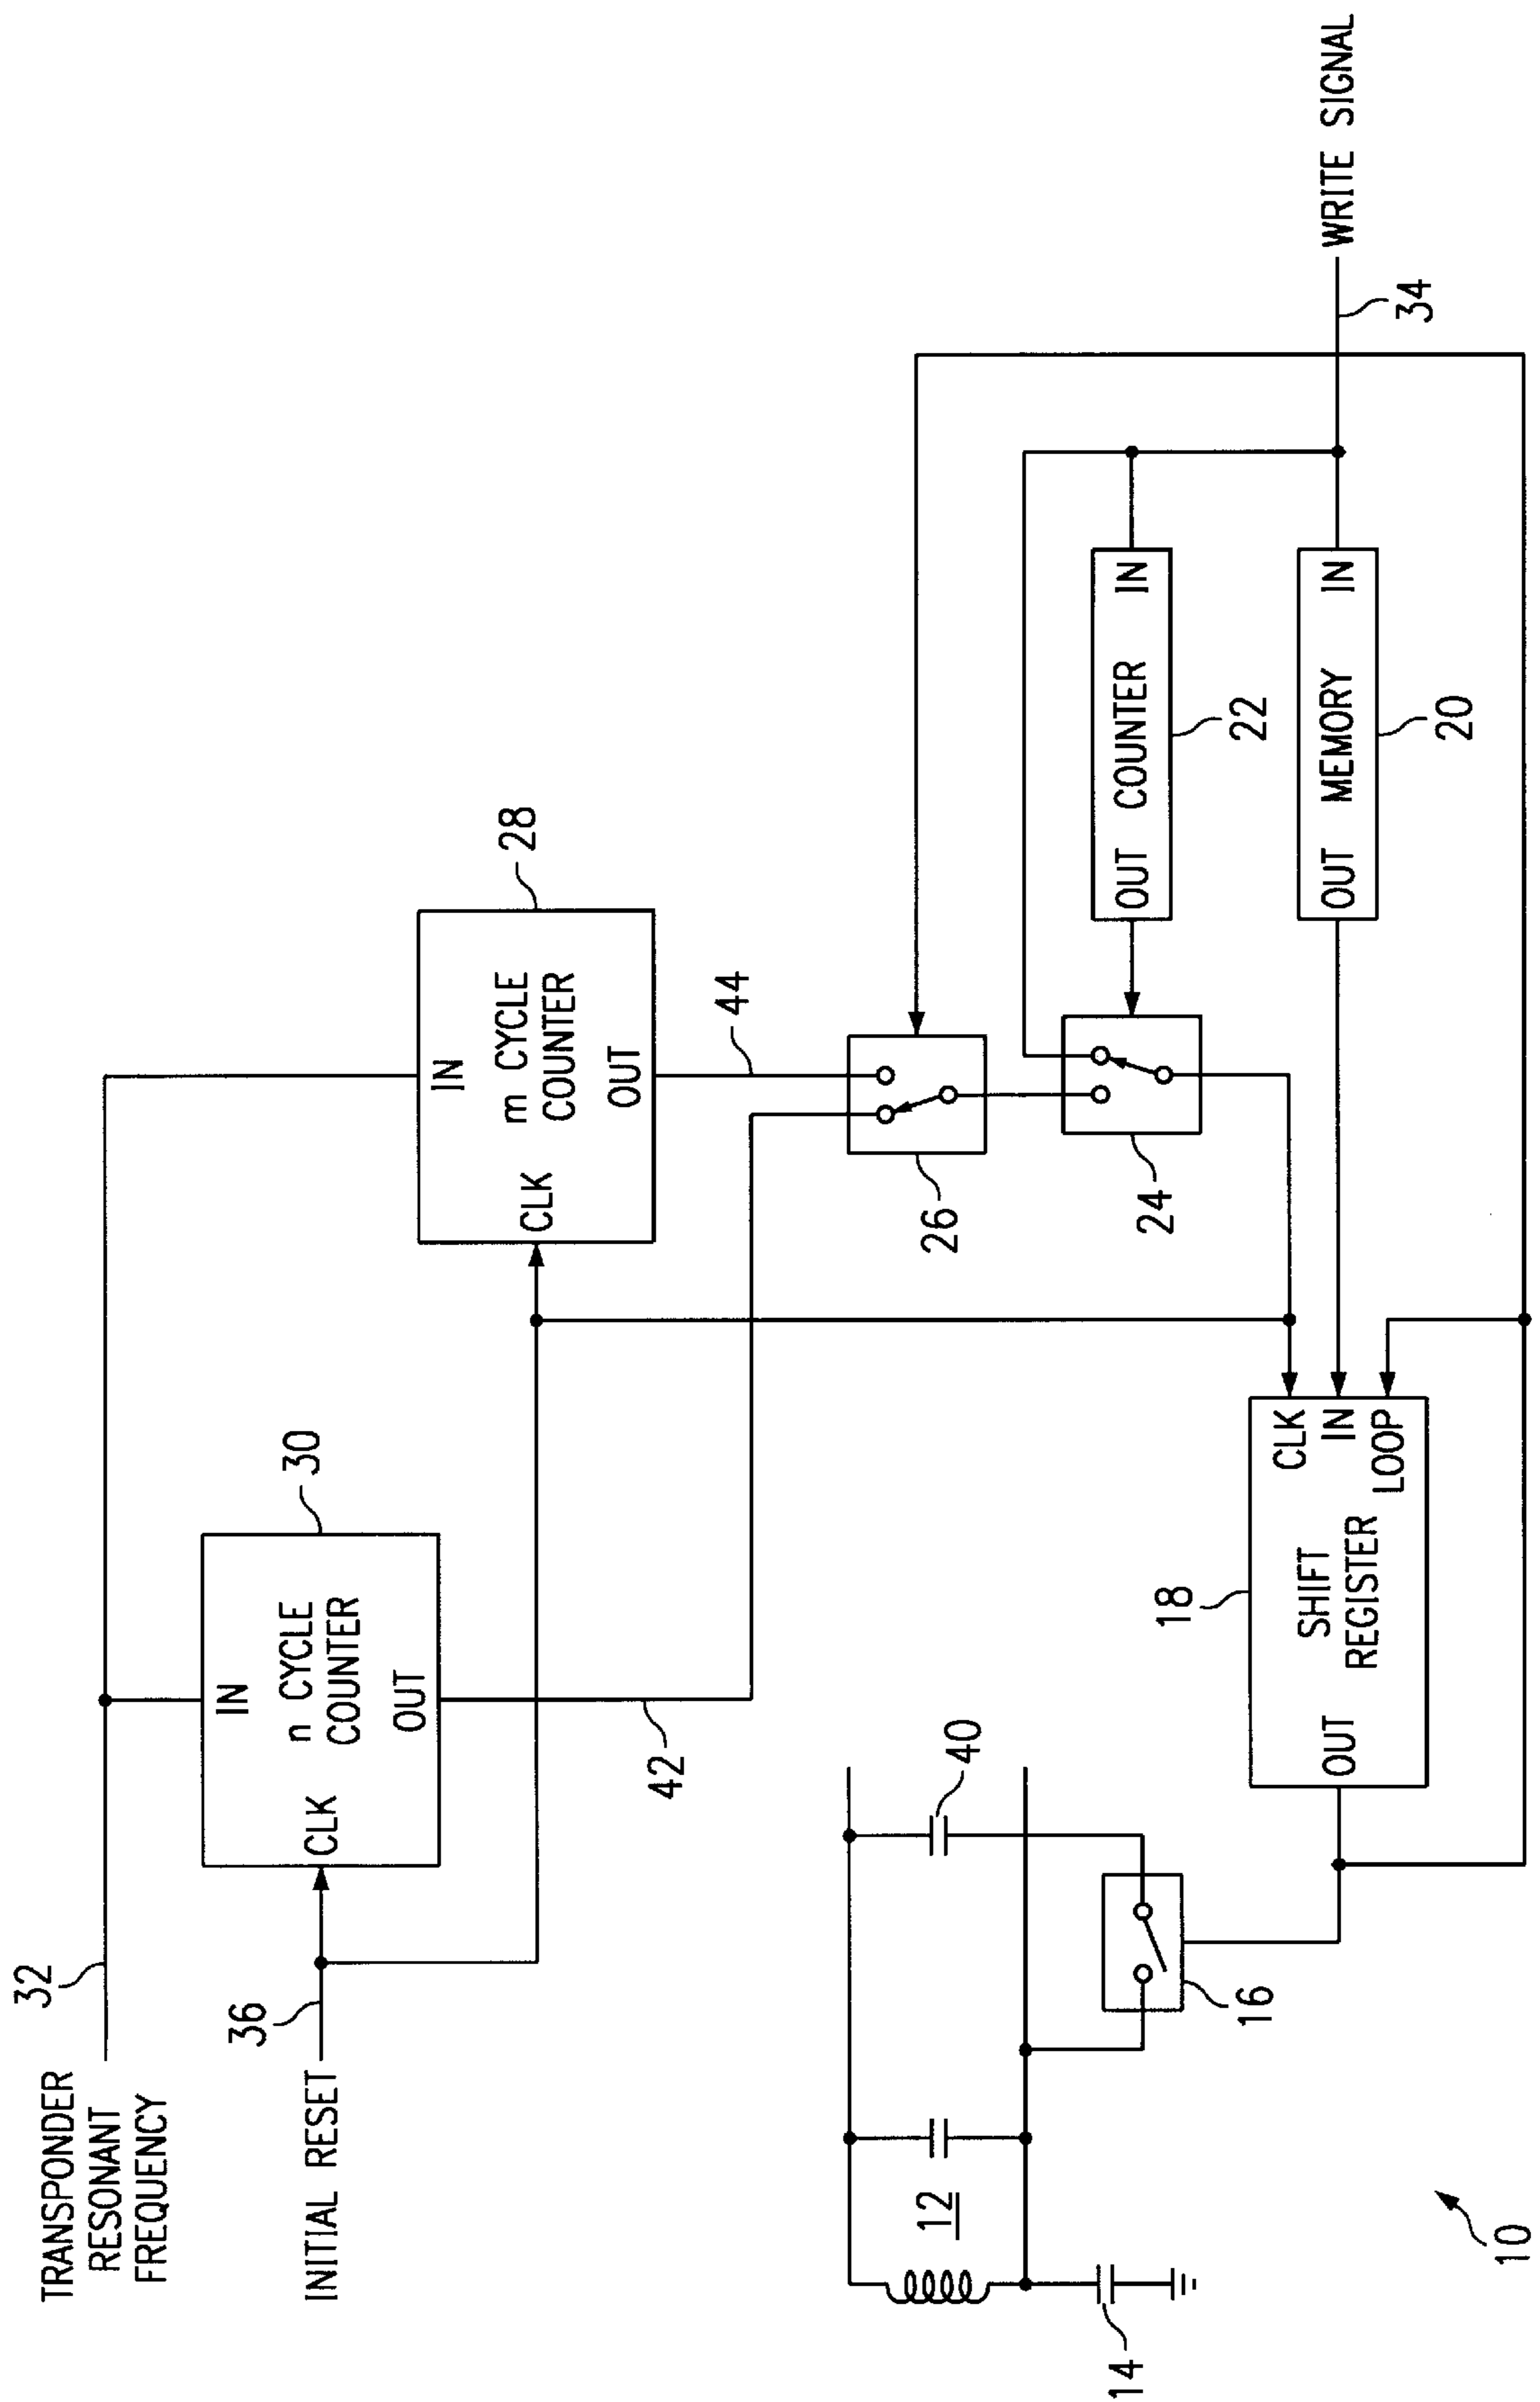 TRANSPONDER
RESONANT
FREQUENCY
32
INITIAL RESET
36
IN
n CYCLE
COUNTER
CLK
OUT
30
42
IN
m CYCLE
COUNTER
CLK
OUT
28
44
26
24
12
14
40
16
18
OUT
SHIFT
REGISTER
CLK
IN
LOOP
OUT COUNTER IN
22
OUT MEMORY IN
20
34
WRITE SIGNAL
10